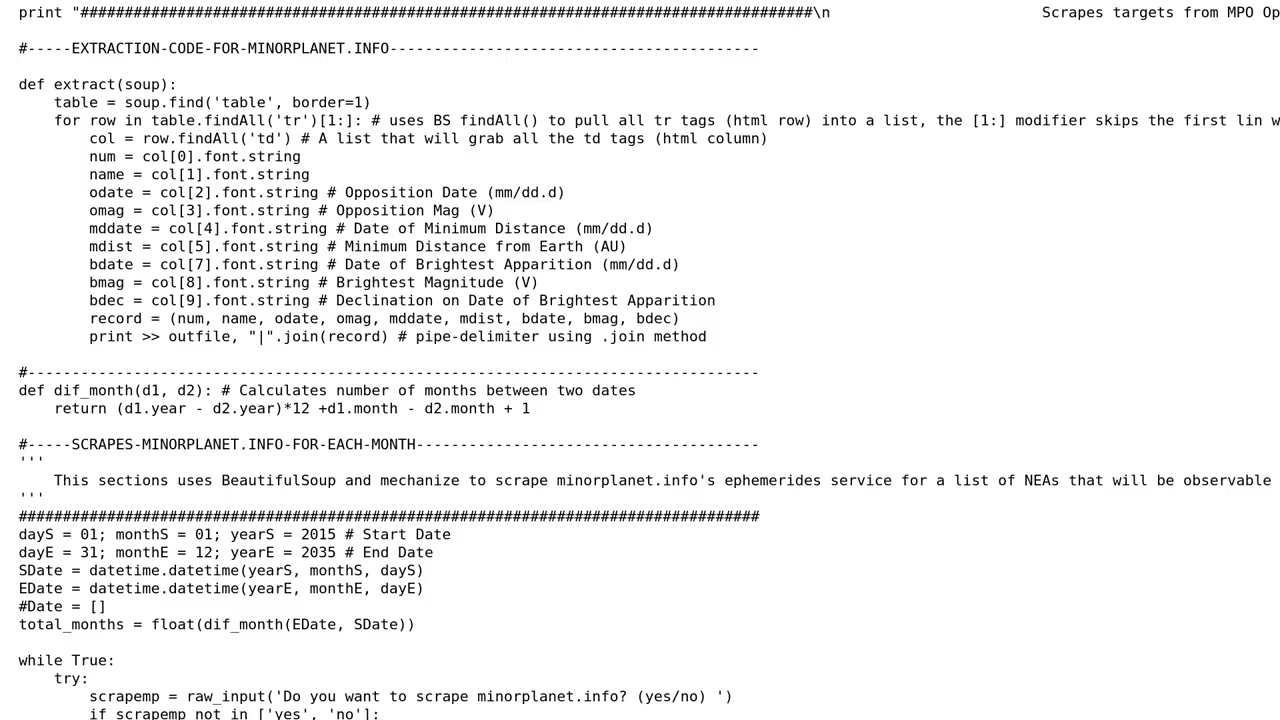 print "###################################################################################\n                        Scrapes targets from MPO Op
#-----EXTRACTION-CODE-FOR-MINORPLANET.INFO------------------------------------------
def extract(soup):
    table = soup.find('table', border=1)
    for row in table.findAll('tr')[1:]: # uses BS findAll() to pull all tr tags (html row) into a list, the [1:] modifier skips the first lin w
        col = row.findAll('td') # A list that will grab all the td tags (html column)
        num = col[0].font.string
        name = col[1].font.string
        odate = col[2].font.string # Opposition Date (mm/dd.d)
        omag = col[3].font.string # Opposition Mag (V)
        mddate = col[4].font.string # Date of Minimum Distance (mm/dd.d)
        mdist = col[5].font.string # Minimum Distance from Earth (AU)
        bdate = col[7].font.string # Date of Brightest Apparition (mm/dd.d)
        bmag = col[8].font.string # Brightest Magnitude (V)
        bdec = col[9].font.string # Declination on Date of Brightest Apparition
        record = (num, name, odate, omag, mddate, mdist, bdate, bmag, bdec)
        print >> outfile, "|".join(record) # pipe-delimiter using .join method
#-----------------------------------------------------------------------------------
def dif_month(d1, d2): # Calculates number of months between two dates
    return (d1.year - d2.year)*12 +d1.month - d2.month + 1
#-----SCRAPES-MINORPLANET.INFO-FOR-EACH-MONTH---------------------------------------
'''
    This sections uses BeautifulSoup and mechanize to scrape minorplanet.info's ephemerides service for a list of NEAs that will be observable
'''
####################################################################################
dayS = 01; monthS = 01; yearS = 2015 # Start Date
dayE = 31; monthE = 12; yearE = 2035 # End Date
SDate = datetime.datetime(yearS, monthS, dayS)
EDate = datetime.datetime(yearE, monthE, dayE)
#Date = []
total_months = float(dif_month(EDate, SDate))
while True:
    try:
        scrapemp = raw_input('Do you want to scrape minorplanet.info? (yes/no) ')
        if scrapemp not in ['yes', 'no']: